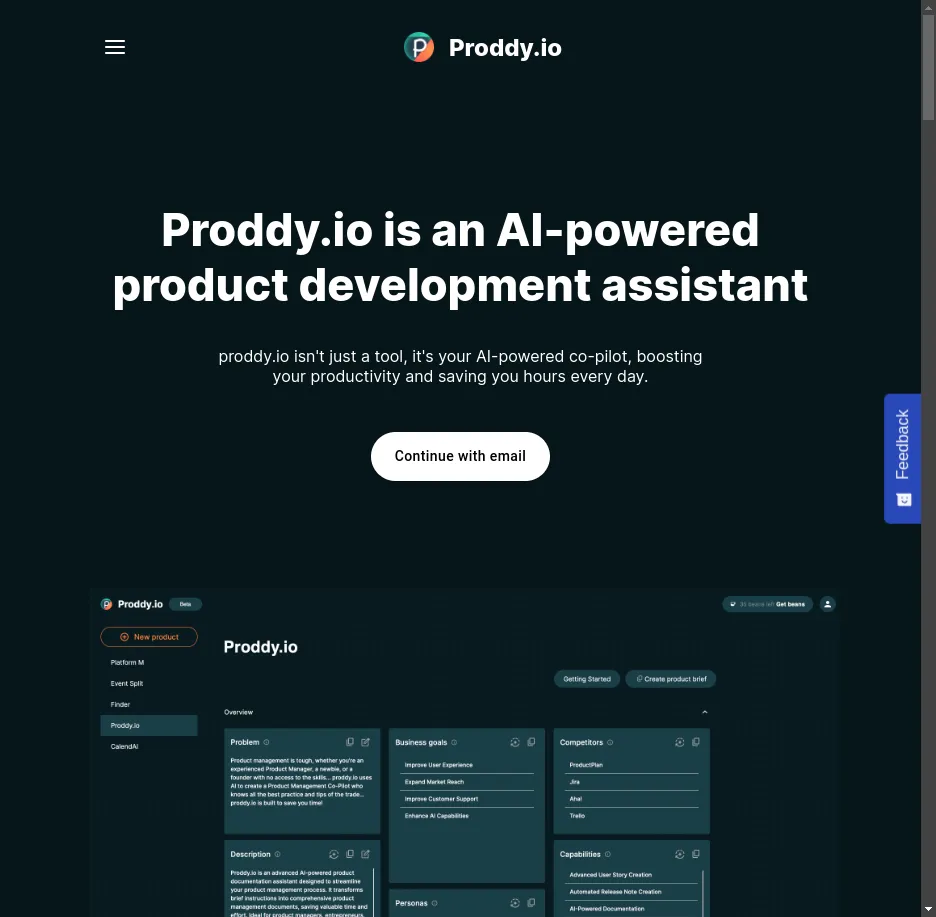 Proddy.io
Proddy.io is an AI-powered
product development assistant
proddy.io isn't just a tool, it's your AI-powered co-pilot, boosting
your productivity and saving you hours every day.
Continue with email
Feedback
Proddy.io
Beta
36 beans left Get beans
New product
Platform M
Event Split
Finder
Proddy.io
CalendAI
Proddy.io
Getting Started
Create product brief
Overview
Problem
Product management is tough, whether you're an
experienced Product Manager, a newbie, or a
founder with no access to the skills... proddy.io uses
AI to create a Product Management Co-Pilot who
knows all the best practice and tips of the trade...
proddy.io is built to save you time!
Business goals
Improve User Experience
Expand Market Reach
Improve Customer Support
Enhance AI Capabilities
Competitors
ProductPlan
Jira
Aha!
Trello
Description
Proddy.io is an advanced AI-powered product
documentation assistant designed to streamline
your product management process. It transforms
brief instructions into comprehensive product
management documents, saving valuable time and
effort. Ideal for product managers, entrepreneurs,
Personas
Capabilities
Advanced User Story Creation
Automated Release Note Creation
AI-Powered Documentation